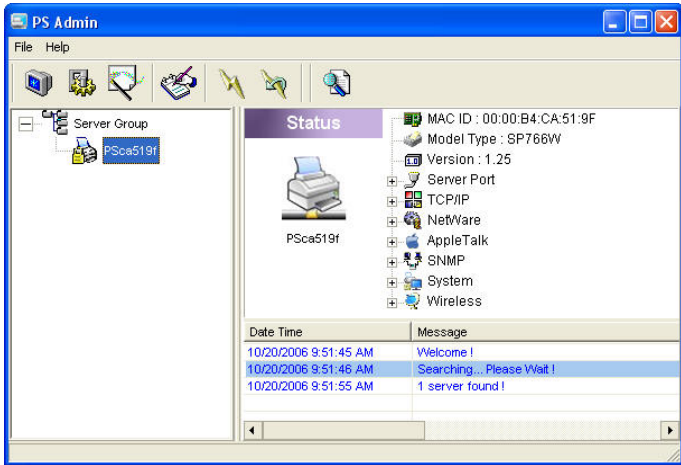 PS Admin
File Help
Server Group
PSca519f
Status
PSca519f
MAC ID : 00:00:B4:CA:51:9F
Model Type : SP766W
Version : 1.25
Server Port
TCP/IP
NetWare
AppleTalk
SNMP
System
Wireless
Date Time Message
10/20/2006 9:51:45 AM Welcome !
10/20/2006 9:51:46 AM Searching... Please Wait !
10/20/2006 9:51:55 AM 1 server found !